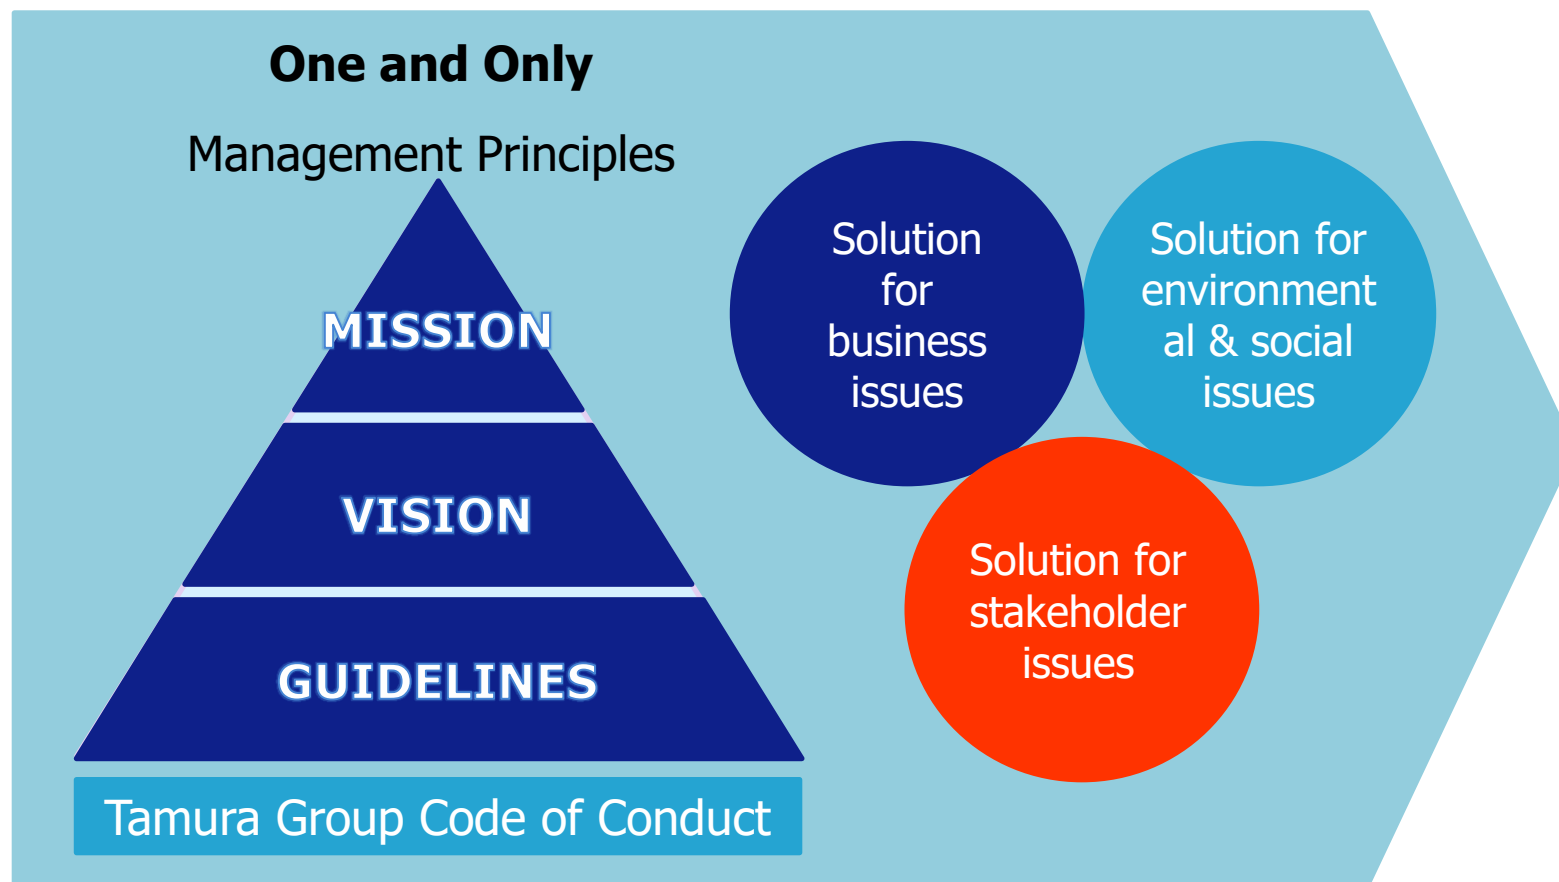 One and Only
Management Principles
MISSION
VISION
GUIDELINES
Tamura Group Code of Conduct
Solution
for
business
issues
Solution for
environment
al & social
issues
Solution for
stakeholder
issues